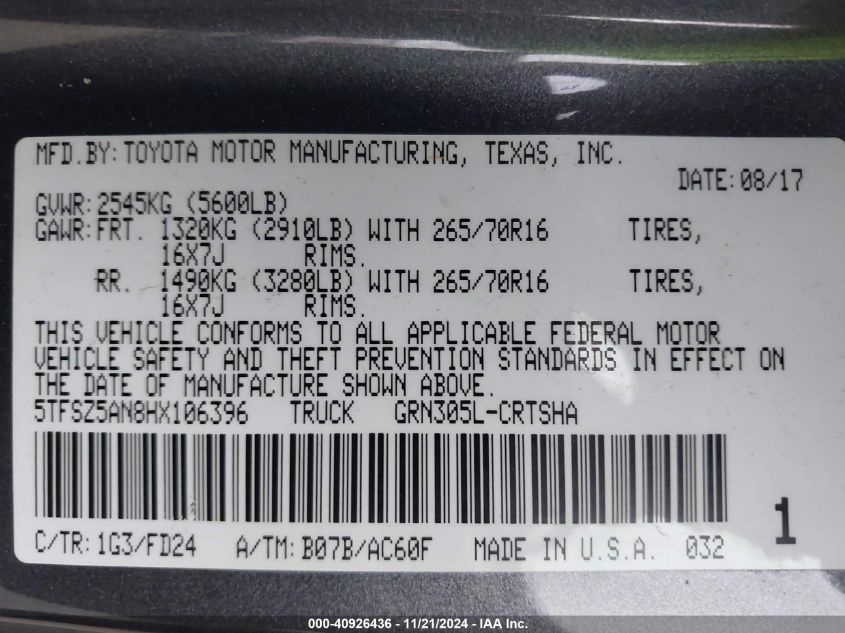 MFD.BY:TOYOTA MOTOR MANUFACTURING, TEXAS, INC.
DATE:08/17
GVWR:2545KG (5600LB)
GAWR:FRT. 1320KG (2910LB) WITH 265/70R16 TIRES,
16X7J RIMS.
RR. 1490KG (3280LB) WITH 265/70R16 TIRES,
16X7J RIMS.
THIS VEHICLE CONFORMS TO ALL APPLICABLE FEDERAL MOTOR
VEHICLE SAFETY AND THEFT PREVENTION STANDARDS IN EFFECT ON
THE DATE OF MANUFACTURE SHOWN ABOVE.
5TFSZ5AN8HX106396 TRUCK GRN305L-CRTSHA
1
C/TR:1G3/FD24 A/TM:B07B/AC60F MADE IN U.S.A. 032
000-40926436 - 11/21/2024 - IAA Inc.